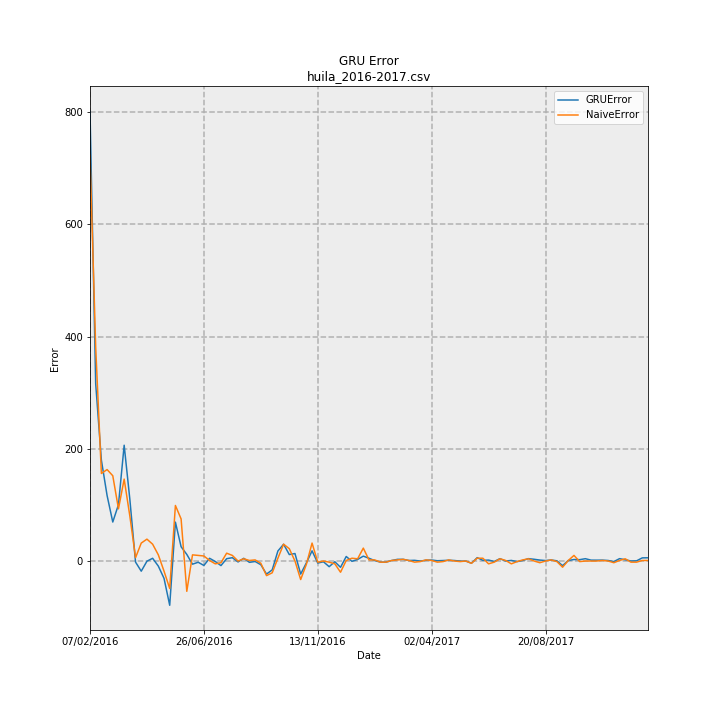 GRU Error
huila_2016-2017.csv
GRUError
NaiveError
800
600
400
200
0
Error
07/02/2016
26/06/2016
13/11/2016
02/04/2017
20/08/2017
Date